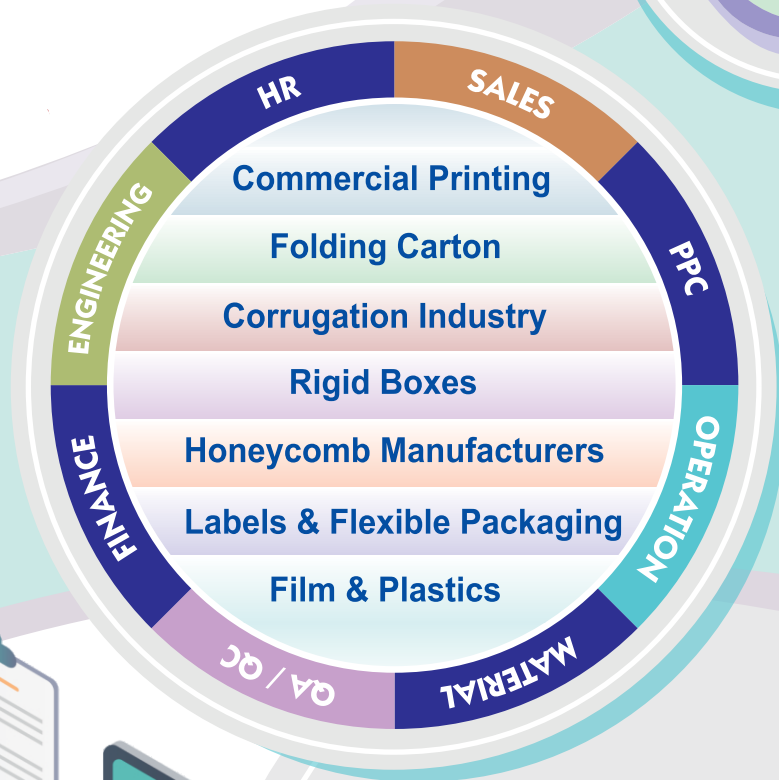 HR
SALES
PPC
OPERATION
MATERIAL
QA / QC
FINANCE
ENGINEERING
Commercial Printing
Folding Carton
Corrugation Industry
Rigid Boxes
Honeycomb Manufacturers
Labels & Flexible Packaging
Film & Plastics